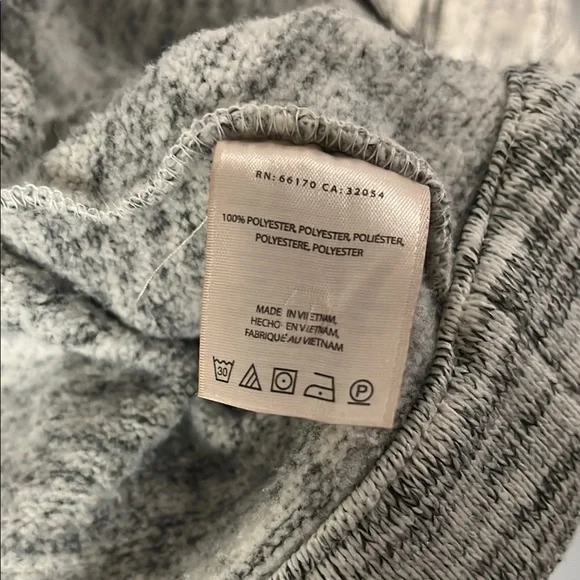 RN: 66170 CA: 32054
100% POLYESTER, POLYESTER, POLIÉSTER,
POLYESTERE, POLYESTER
MADE IN VIETNAM,
HECHO EN VIETNAM,
FABRIQUÉ AU VIETNAM
30 P